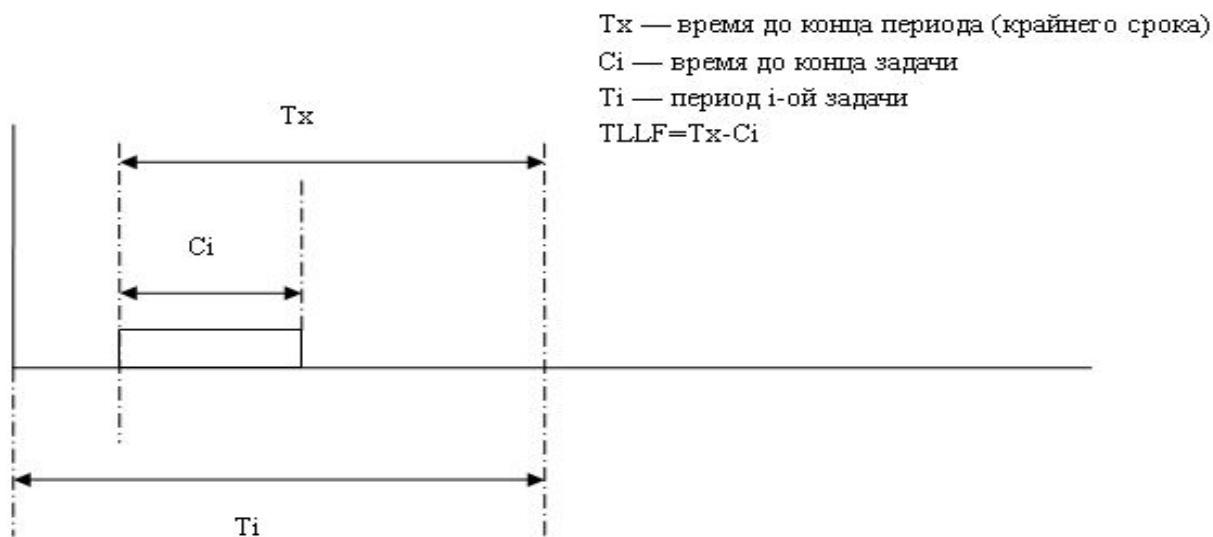 Tx — время до конца периода (крайнего срока)
Ci — время до конца задачи
Ti — период i-ой задачи
TLLF=Tx-Ci
Tx
Ci
Ti